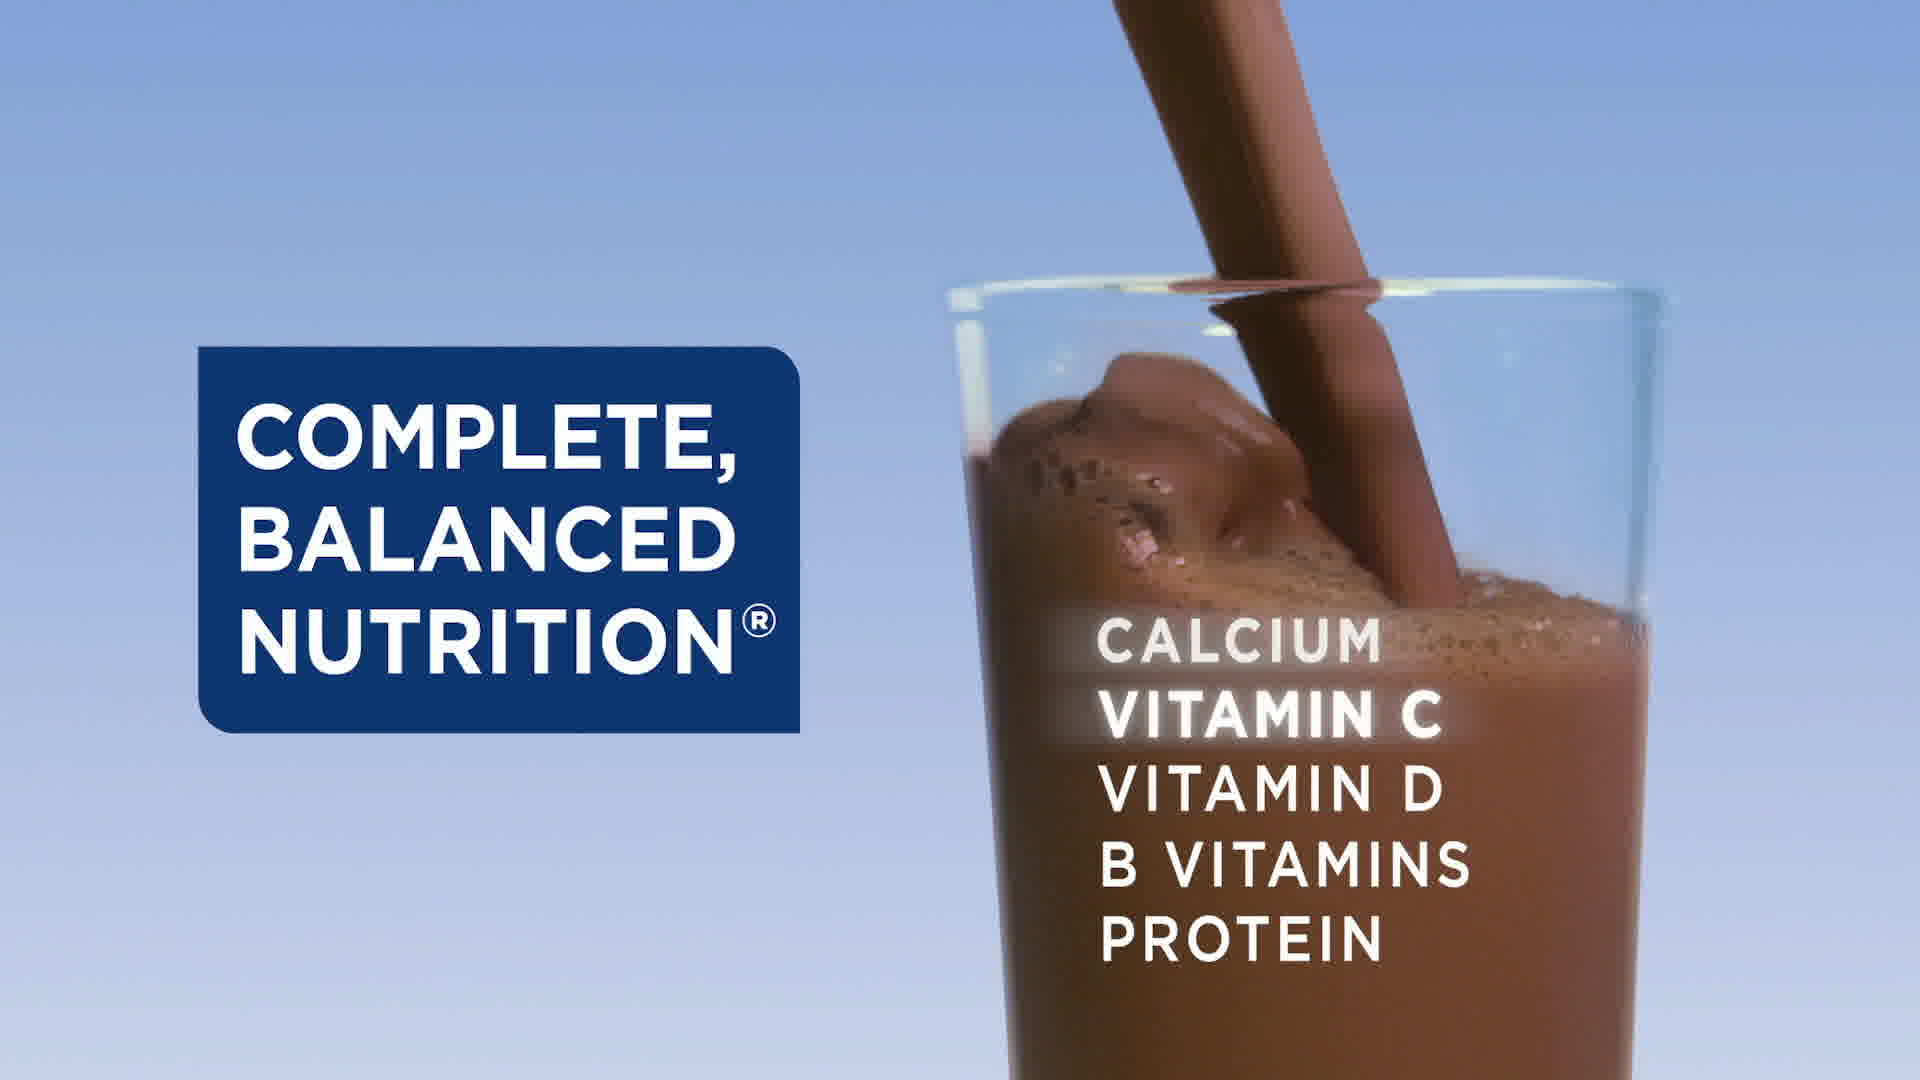 COMPLETE,
BALANCED
NUTRITION®
CALCIUM
VITAMIN C
VITAMIN D
B VITAMINS
PROTEIN